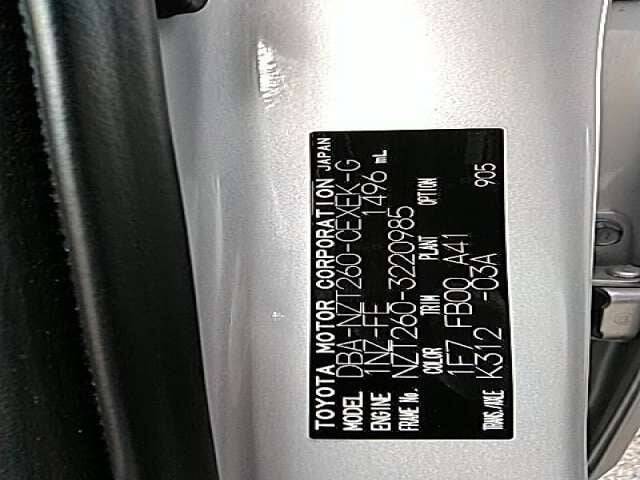 TOYOTA MOTOR CORPORATION JAPAN
MODEL DBA-NZT260-CEXEK-G
ENGINE 1NZ-FE 1496 mL
FRAME No. NZT260-3220985
COLOR TRIM PLANT OPTION
1F7 FB00 A41
TRANS./AXLE K312 -03A 905